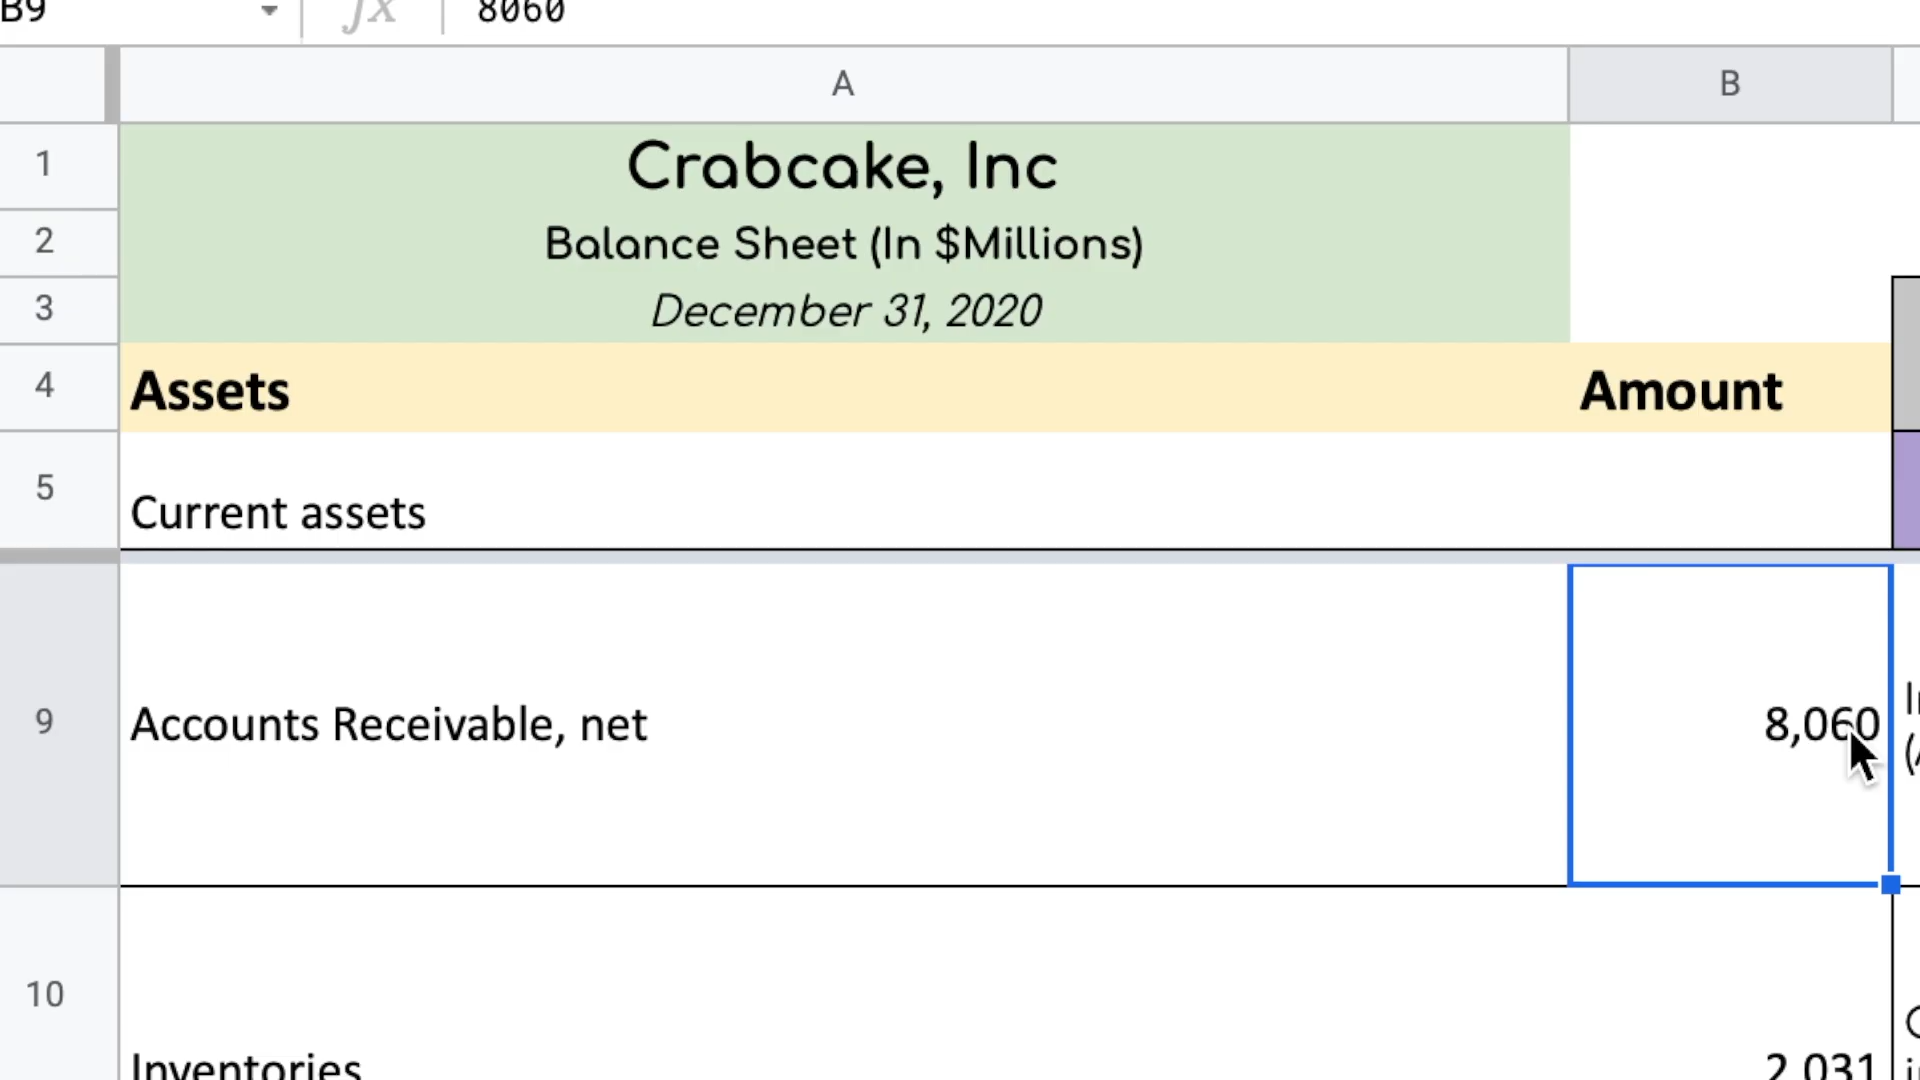 B9 fx 8060
A B
1 Crabcake, Inc
2 Balance Sheet (In $Millions)
3 December 31, 2020
4 Assets Amount
5 Current assets
9 Accounts Receivable, net 8,060
10
Inventories 2,031